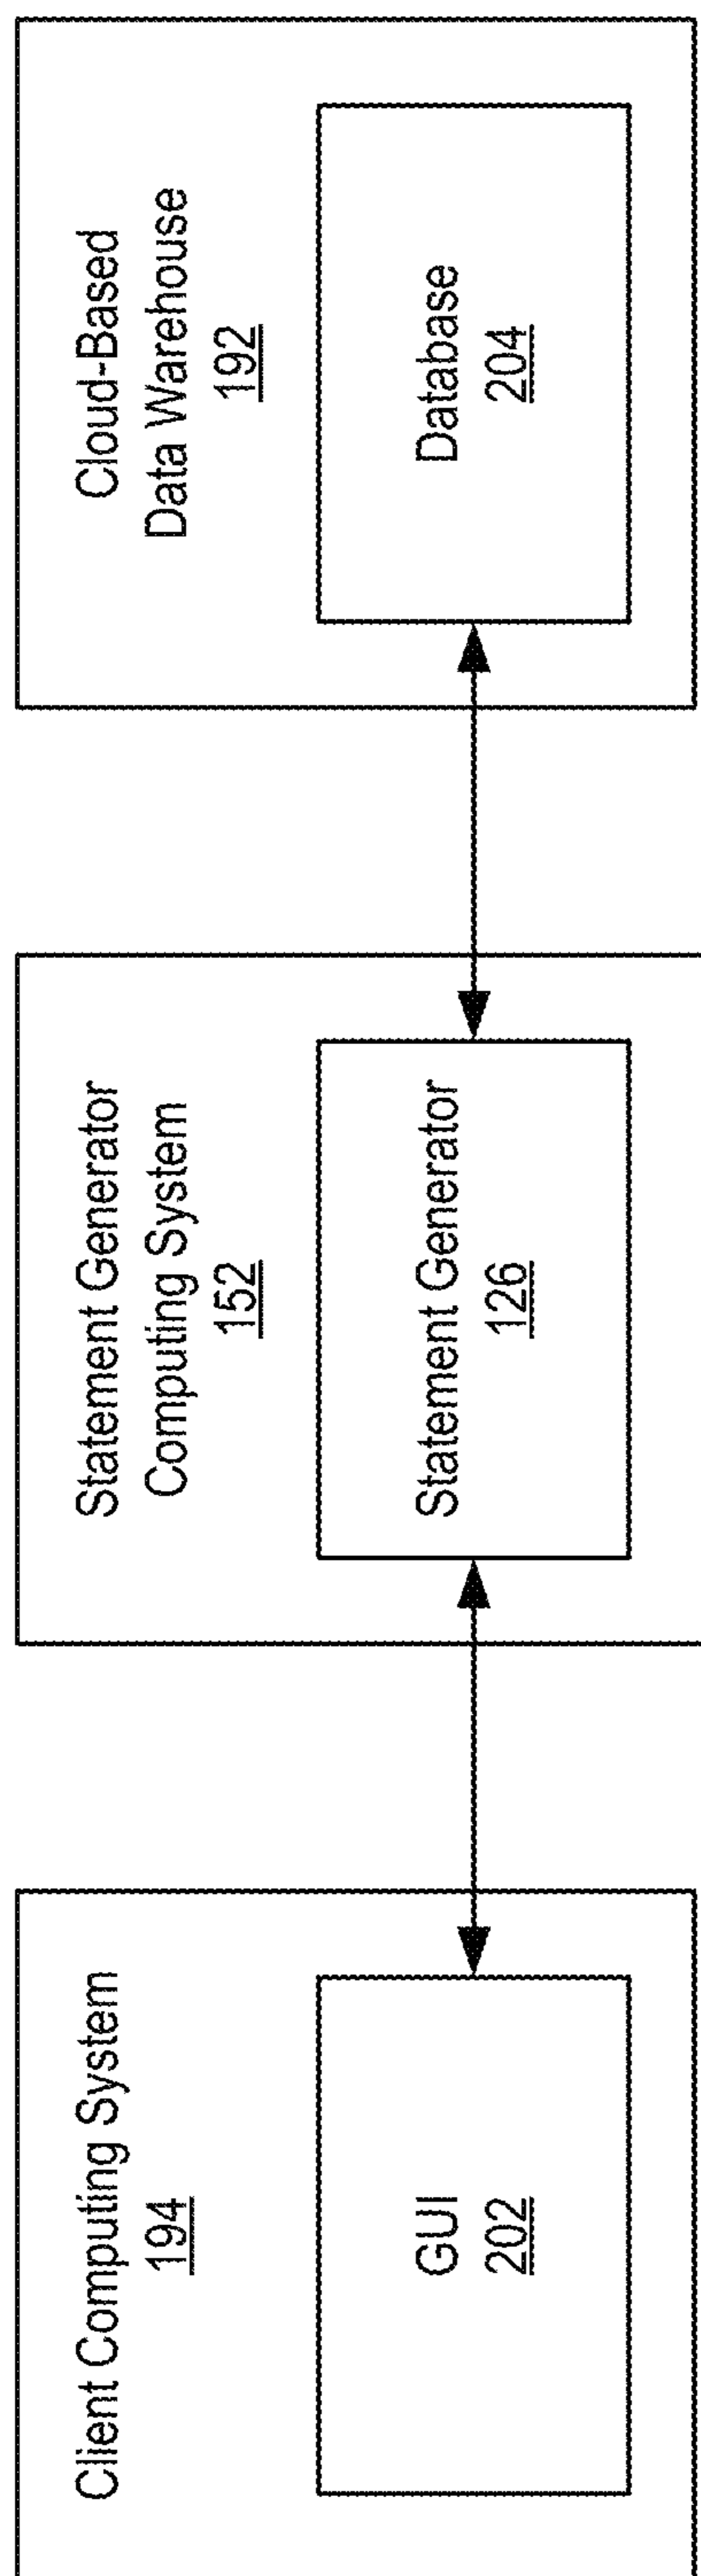 Client Computing System
194
GUI
202
Statement Generator
Computing System
152
Statement Generator
126
Cloud-Based
Data Warehouse
192
Database
204